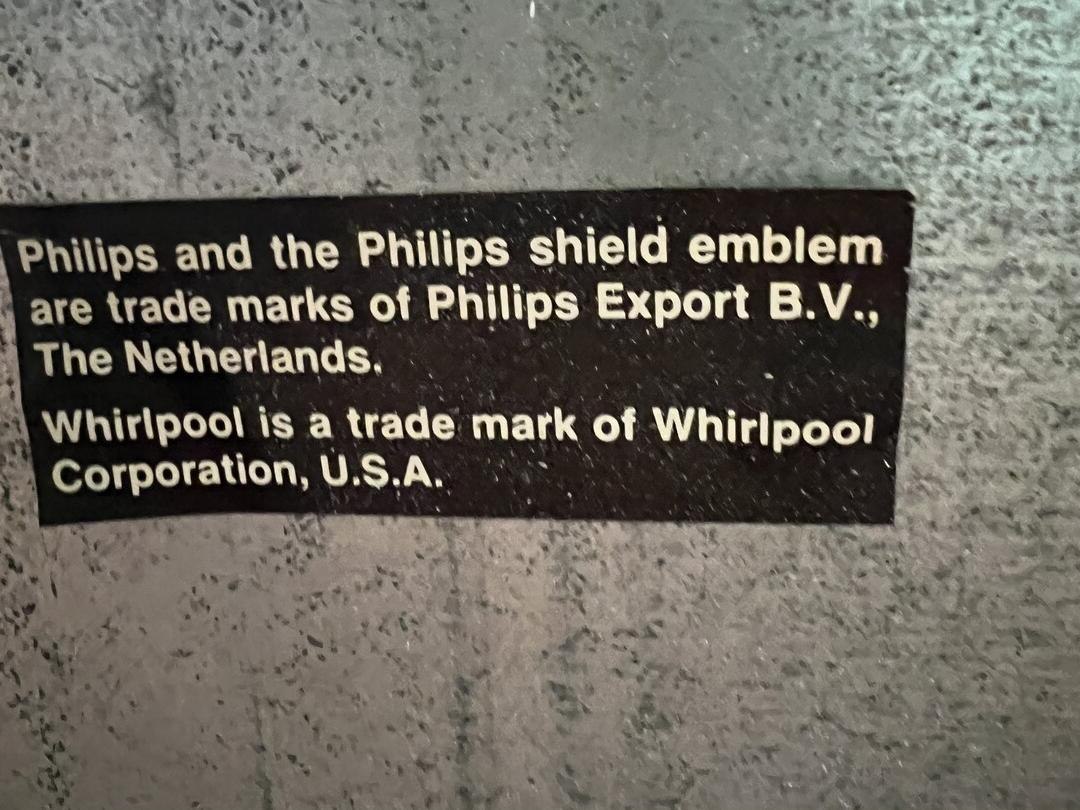 Philips and the Philips shield emblem
are trade marks of Philips Export B.V.,
The Netherlands.
Whirlpool is a trade mark of Whirlpool
Corporation, U.S.A.